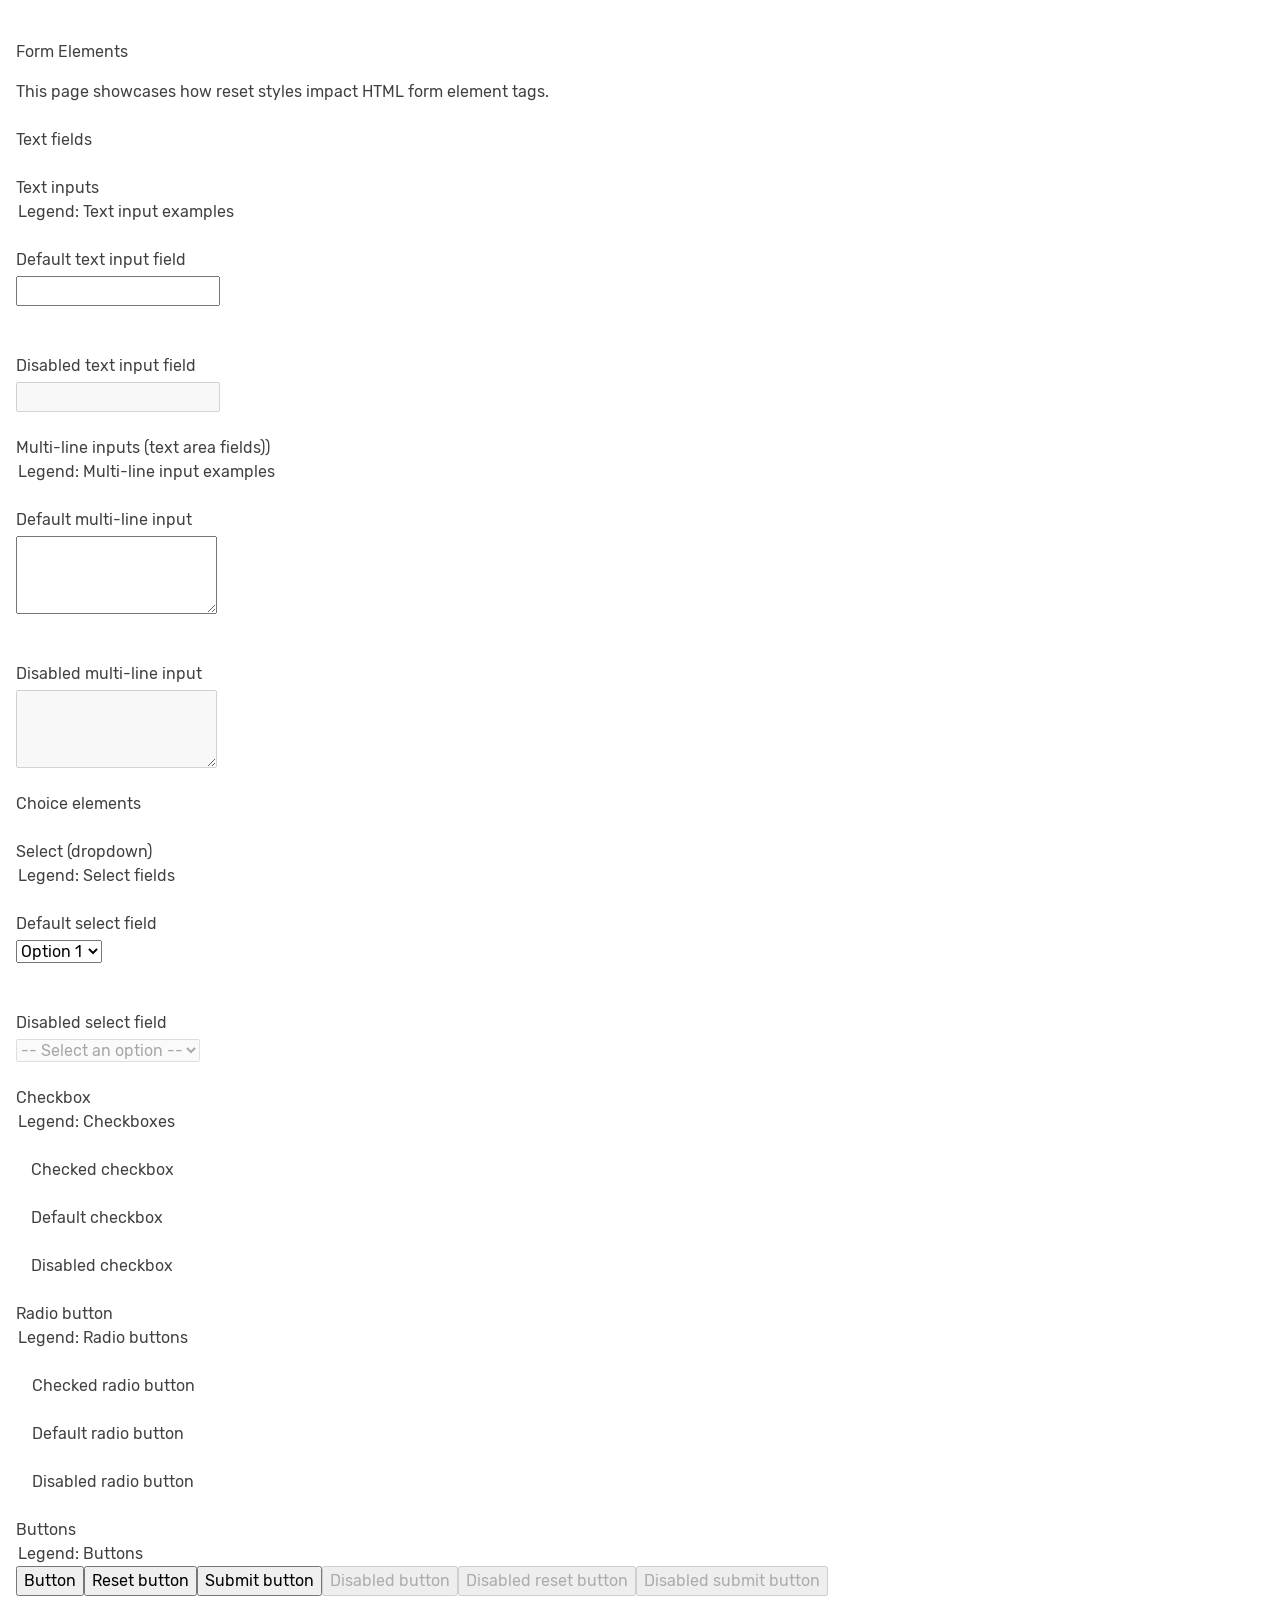 Form Elements
This page showcases how reset styles impact HTML form element tags.
Text fields
Text inputs
Legend: Text input examples
Default text input field
Disabled text input field
Multi-line inputs (text area fields))
Legend: Multi-line input examples
Default multi-line input
Disabled multi-line input
Choice elements
Select (dropdown)
Legend: Select fields
Default select field
Option 1
Disabled select field
-- Select an option --
Checkbox
Legend: Checkboxes
Checked checkbox
Default checkbox
Disabled checkbox
Radio button
Legend: Radio buttons
Checked radio button
Default radio button
Disabled radio button
Buttons
Legend: Buttons
Button Reset button Submit button Disabled button Disabled reset button Disabled submit button